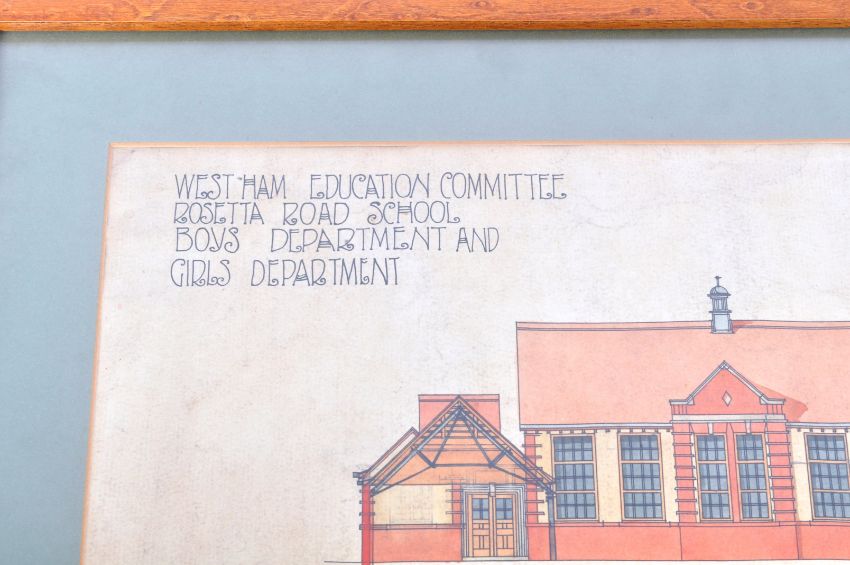 WEST HAM EDUCATION COMMITTEE
ROSETTA ROAD SCHOOL
BOYS DEPARTMENT AND
GIRLS DEPARTMENT